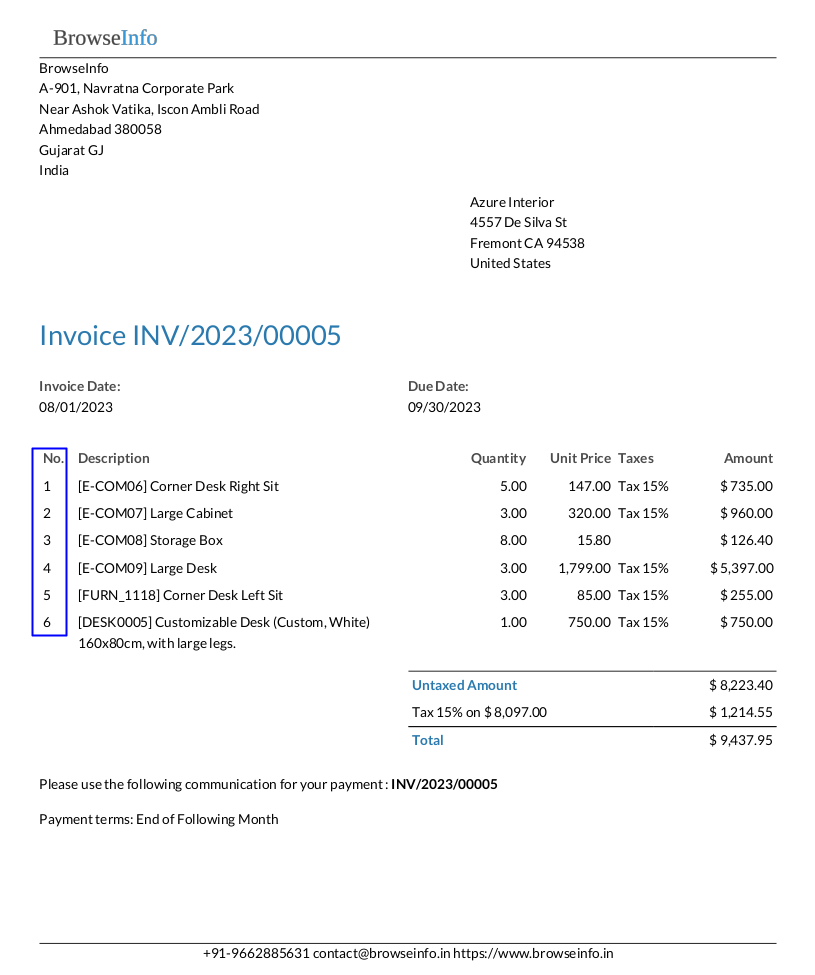 BrowseInfo
BrowseInfo
A-901, Navratna Corporate Park
Near Ashok Vatika, Iscon Ambli Road
Ahmedabad 380058
Gujarat GJ
India
Azure Interior
4557 De Silva St
Fremont CA 94538
United States
Invoice INV/2023/00005
Invoice Date: Due Date:
08/01/2023 09/30/2023
No. Description Quantity Unit Price Taxes Amount
1 [E-COM06] Corner Desk Right Sit 5.00 147.00 Tax 15% $ 735.00
2 [E-COM07] Large Cabinet 3.00 320.00 Tax 15% $ 960.00
3 [E-COM08] Storage Box 8.00 15.80 $ 126.40
4 [E-COM09] Large Desk 3.00 1,799.00 Tax 15% $ 5,397.00
5 [FURN_1118] Corner Desk Left Sit 3.00 85.00 Tax 15% $ 255.00
6 [DESK0005] Customizable Desk (Custom, White) 1.00 750.00 Tax 15% $ 750.00
160x80cm, with large legs.
Untaxed Amount $ 8,223.40
Tax 15% on $ 8,097.00 $ 1,214.55
Total $ 9,437.95
Please use the following communication for your payment : INV/2023/00005
Payment terms: End of Following Month
+91-9662885631 contact@browseinfo.in https://www.browseinfo.in